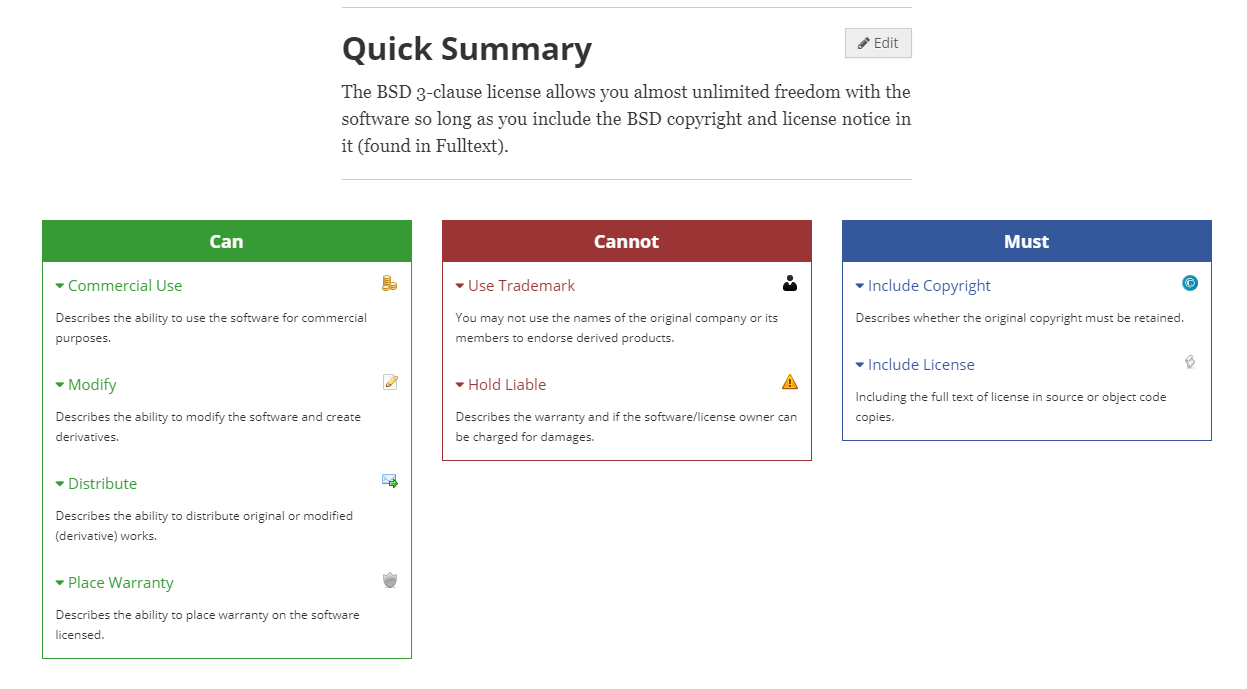 Quick Summary
Edit
The BSD 3-clause license allows you almost unlimited freedom with the
software so long as you include the BSD copyright and license notice in
it (found in Fulltext).
Can
Commercial Use
Describes the ability to use the software for commercial
purposes.
Modify
Describes the ability to modify the software and create
derivatives.
Distribute
Describes the ability to distribute original or modified
(derivative) works.
Place Warranty
Describes the ability to place warranty on the software
licensed.
Cannot
Use Trademark
You may not use the names of the original company or its
members to endorse derived products.
Hold Liable
Describes the warranty and if the software/license owner can
be charged for damages.
Must
Include Copyright
Describes whether the original copyright must be retained.
Include License
Including the full text of license in source or object code
copies.